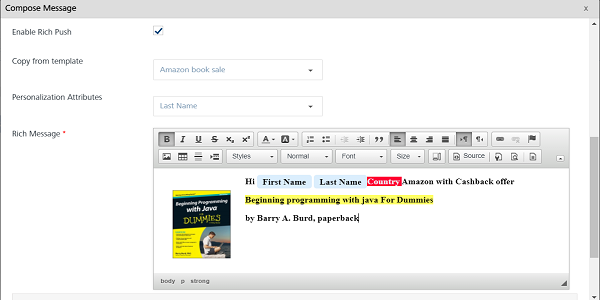 Compose Message x
Enable Rich Push
Copy from template
Amazon book sale
Personalization Attributes
Last Name
Rich Message *
B I U S x₂ x² A A
Styles Normal Font Size Source
Hi First Name Last Name Country Amazon with Cashback offer
Beginning programming with java For Dummies
by Barry A. Burd, paperback
Beginning Programming
with Java
DUMMIES
body p strong